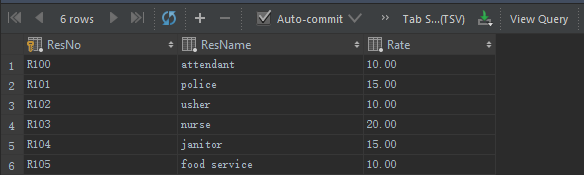 6 rows Auto-commit » Tab S...(TSV) View Query
ResNo ResName Rate
1 R100 attendant 10.00
2 R101 police 15.00
3 R102 usher 10.00
4 R103 nurse 20.00
5 R104 janitor 15.00
6 R105 food service 10.00